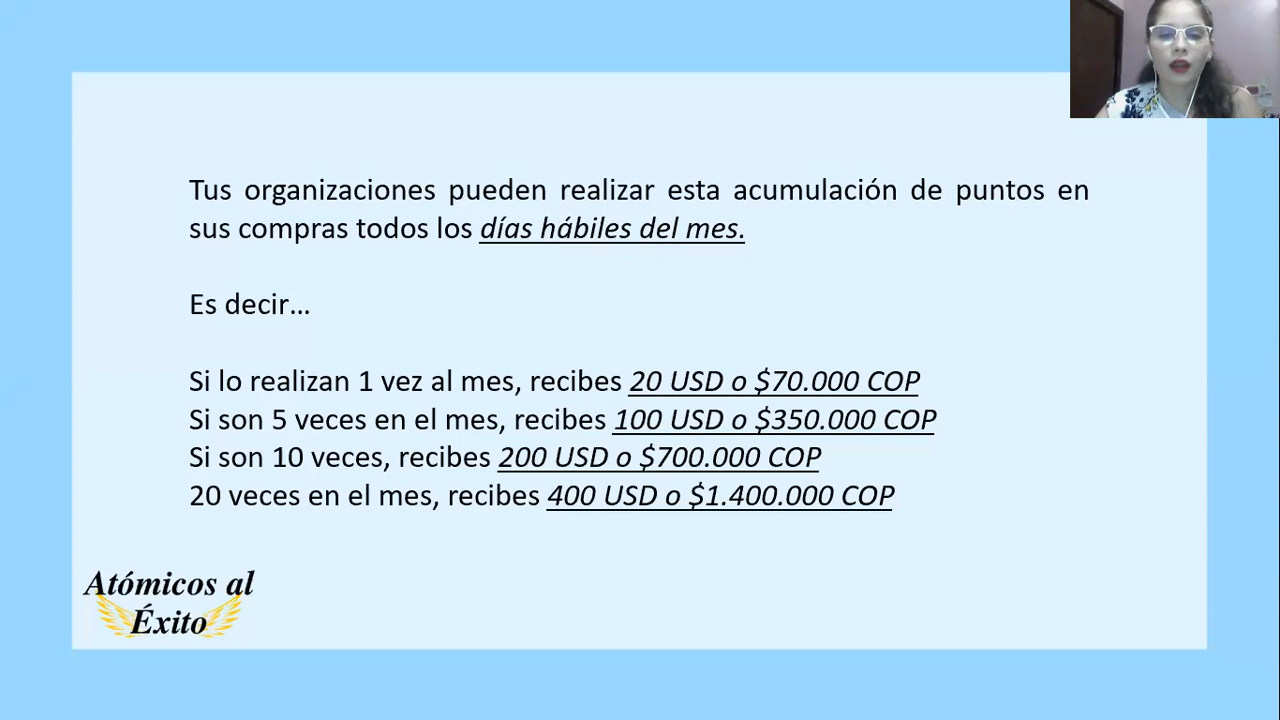 Tus organizaciones pueden realizar esta acumulación de puntos en
sus compras todos los días hábiles del mes.
Es decir…
Si lo realizan 1 vez al mes, recibes 20 USD o $70.000 COP
Si son 5 veces en el mes, recibes 100 USD o $350.000 COP
Si son 10 veces, recibes 200 USD o $700.000 COP
20 veces en el mes, recibes 400 USD o $1.400.000 COP
Atómicos al
Éxito